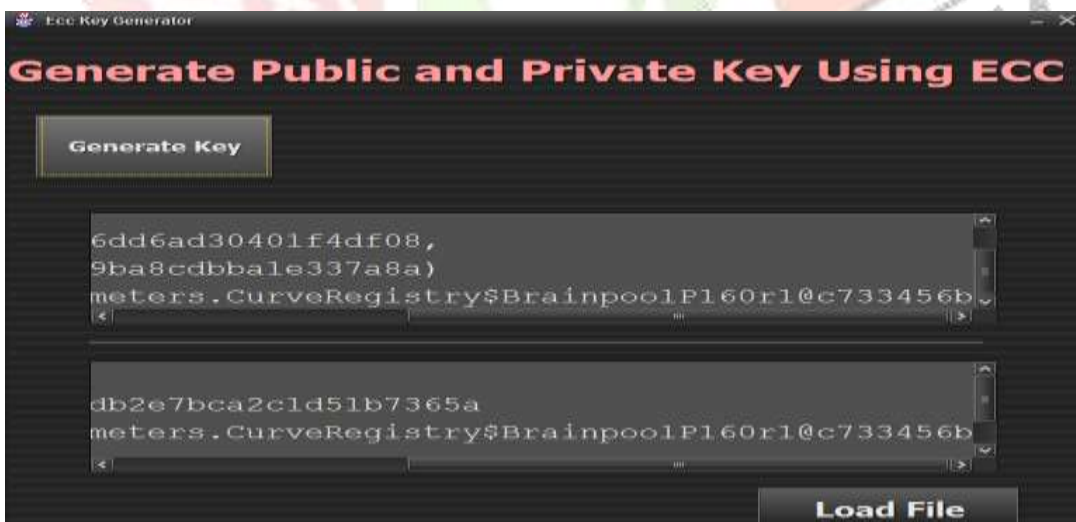 Ecc Key Generator
Generate Public and Private Key Using ECC
Generate Key
6dd6ad30401f4df08,
9ba8cdbba1e337a8a)
meters.CurveRegistry$BrainpoolP160r1@c733456b
db2e7bca2c1d51b7365a
meters.CurveRegistry$BrainpoolP160r1@c733456b
Load File